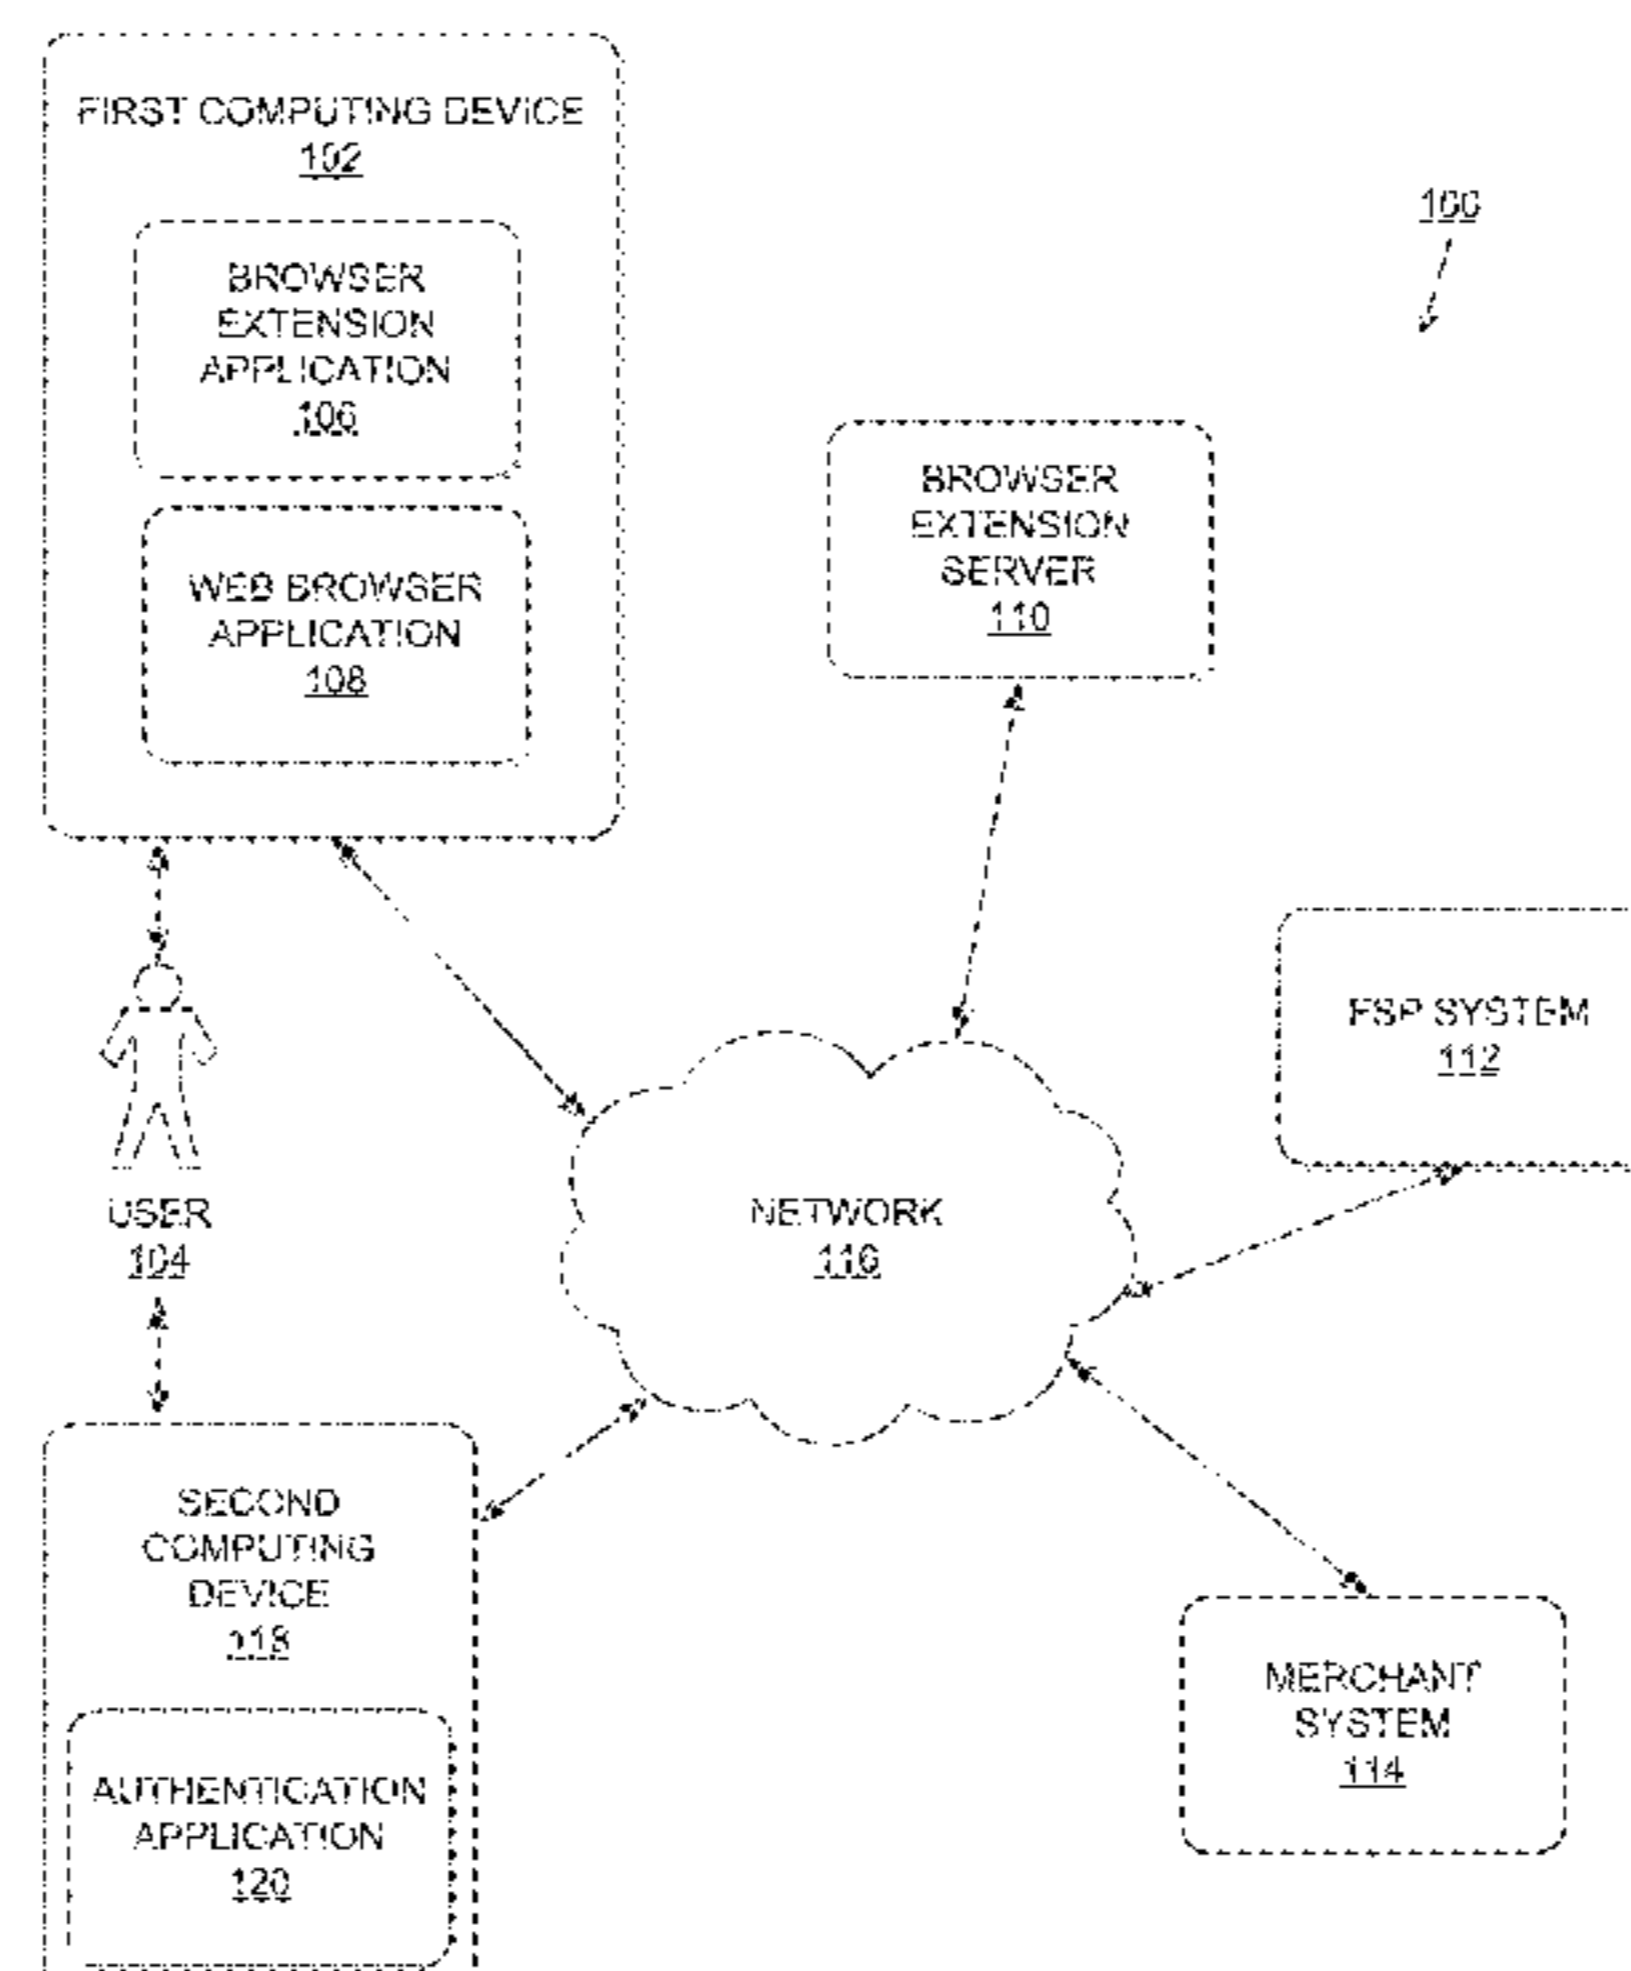 FIRST COMPUTING DEVICE
102
BROWSER
EXTENSION
APPLICATION
106
WEB BROWSER
APPLICATION
108
100
BROWSER
EXTENSION
SERVER
110
FSP SYSTEM
112
USER
104
NETWORK
116
SECOND
COMPUTING
DEVICE
118
AUTHENTICATION
APPLICATION
120
MERCHANT
SYSTEM
114